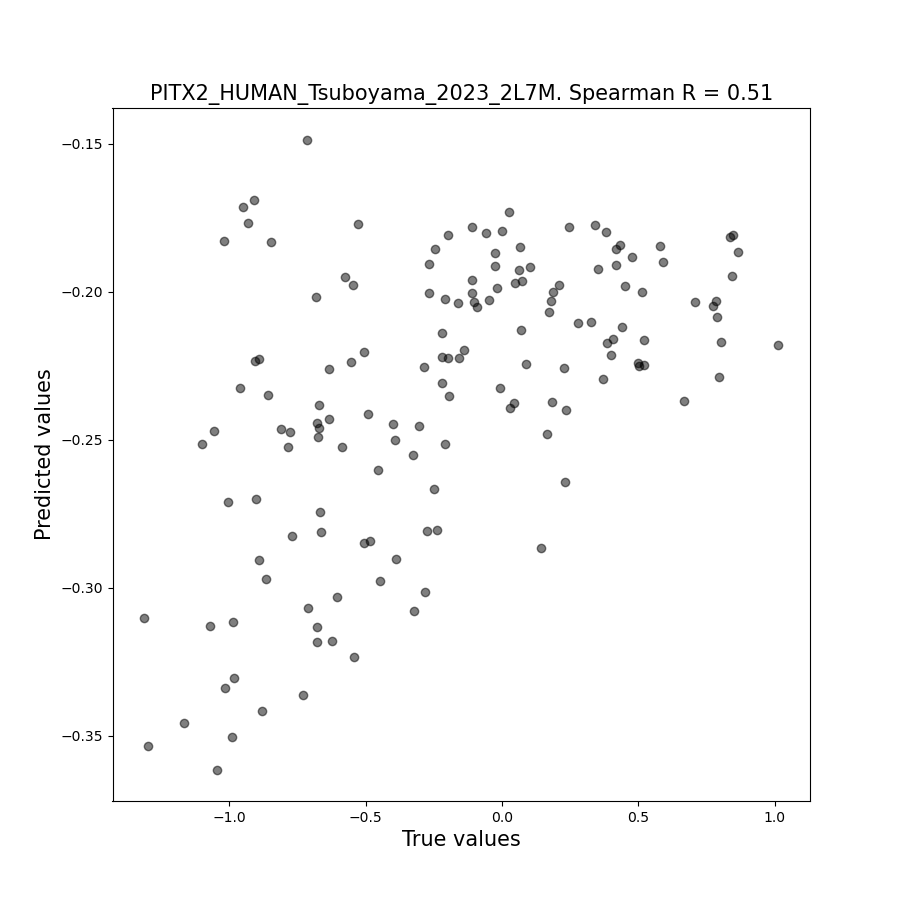 PITX2_HUMAN_Tsuboyama_2023_2L7M. Spearman R = 0.51
−0.15
−0.20
−0.25
−0.30
−0.35
Predicted values
−1.0 −0.5 0.0 0.5 1.0
True values